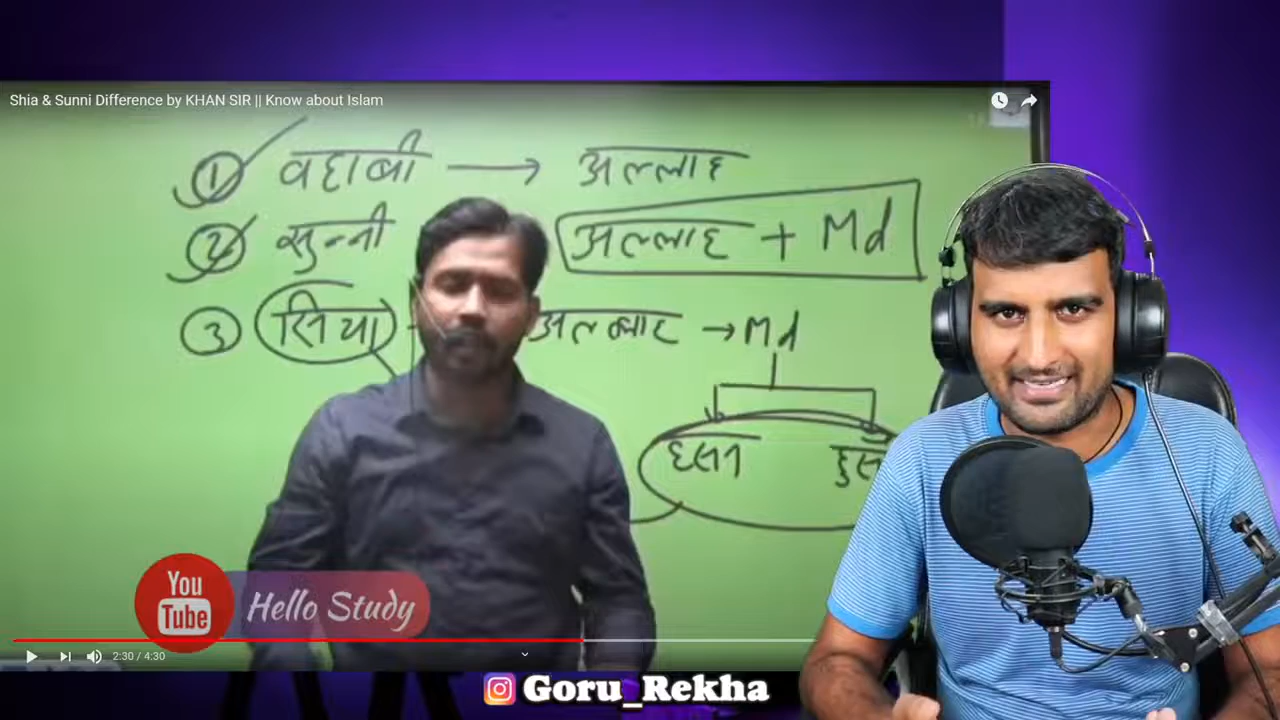 Shia & Sunni Difference by KHAN SIR || Know about Islam
① वहाबी → अल्लाह
② सुन्नी अल्लाह + Md
③ सिया अल्लाह → Md
हसन
You
Tube
Hello Study
2:30 / 4:30
Goru_Rekha